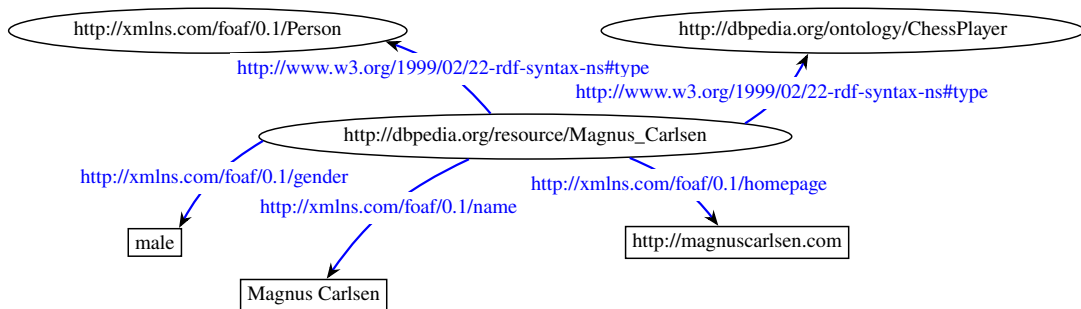 http://xmlns.com/foaf/0.1/Person
http://dbpedia.org/ontology/ChessPlayer
http://www.w3.org/1999/02/22-rdf-syntax-ns#type
http://www.w3.org/1999/02/22-rdf-syntax-ns#type
http://dbpedia.org/resource/Magnus_Carlsen
http://xmlns.com/foaf/0.1/gender
http://xmlns.com/foaf/0.1/homepage
http://xmlns.com/foaf/0.1/name
male
http://magnuscarlsen.com
Magnus Carlsen